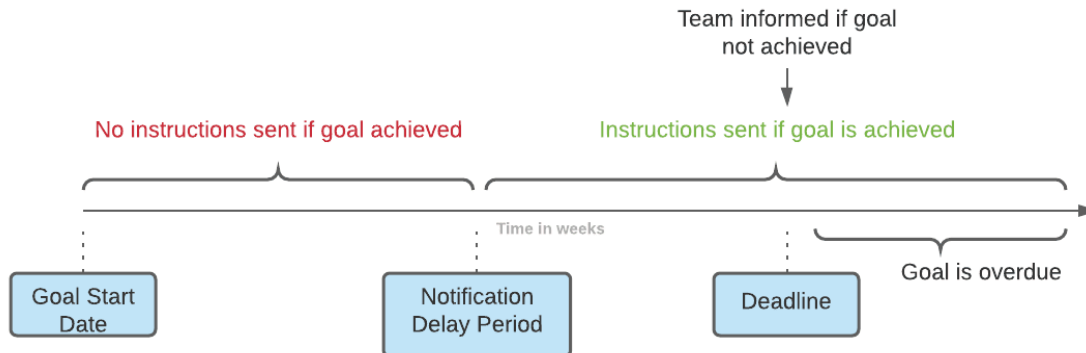 Team informed if goal
not achieved
No instructions sent if goal achieved
Instructions sent if goal is achieved
Time in weeks
Goal is overdue
Goal Start
Date
Notification
Delay Period
Deadline